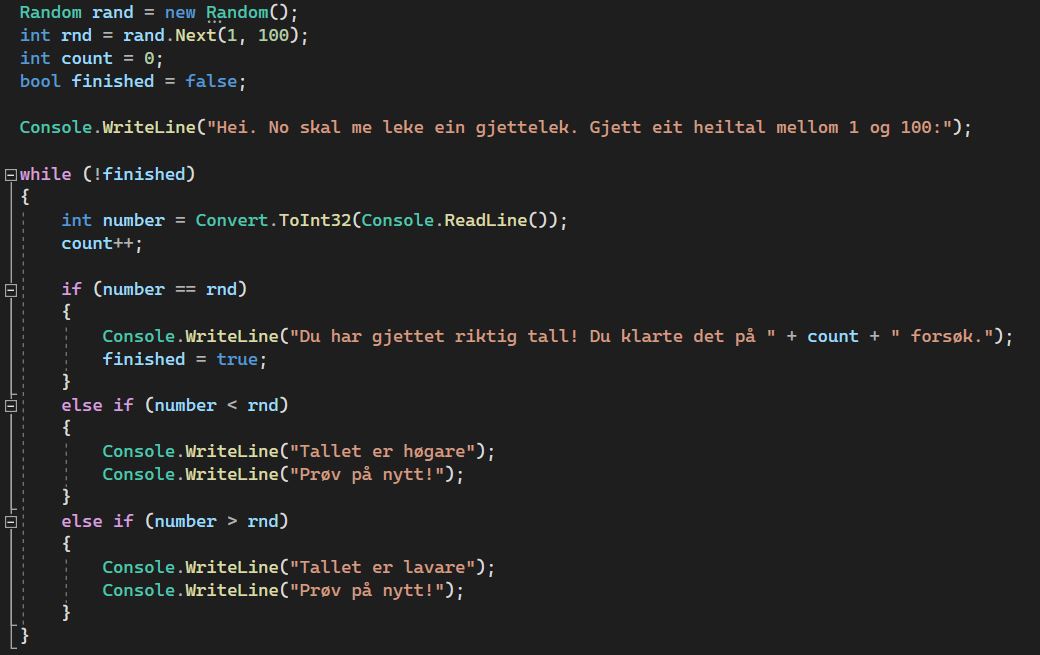 Random rand = new Random();
int rnd = rand.Next(1, 100);
int count = 0;
bool finished = false;

Console.WriteLine("Hei. No skal me leke ein gjettelek. Gjett eit heiltal mellom 1 og 100:");

while (!finished)
{
    int number = Convert.ToInt32(Console.ReadLine());
    count++;

    if (number == rnd)
    {
        Console.WriteLine("Du har gjettet riktig tall! Du klarte det på " + count + " forsøk.");
        finished = true;
    }
    else if (number < rnd)
    {
        Console.WriteLine("Tallet er høgare");
        Console.WriteLine("Prøv på nytt!");
    }
    else if (number > rnd)
    {
        Console.WriteLine("Tallet er lavare");
        Console.WriteLine("Prøv på nytt!");
    }
}